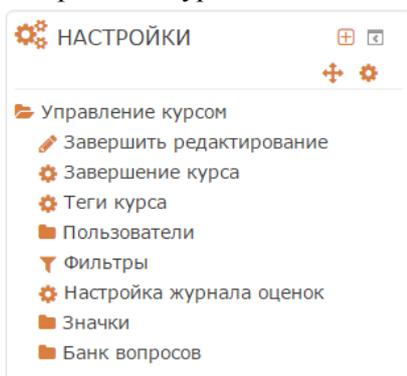 НАСТРОЙКИ
Управление курсом
Завершить редактирование
Завершение курса
Теги курса
Пользователи
Фильтры
Настройка журнала оценок
Значки
Банк вопросов